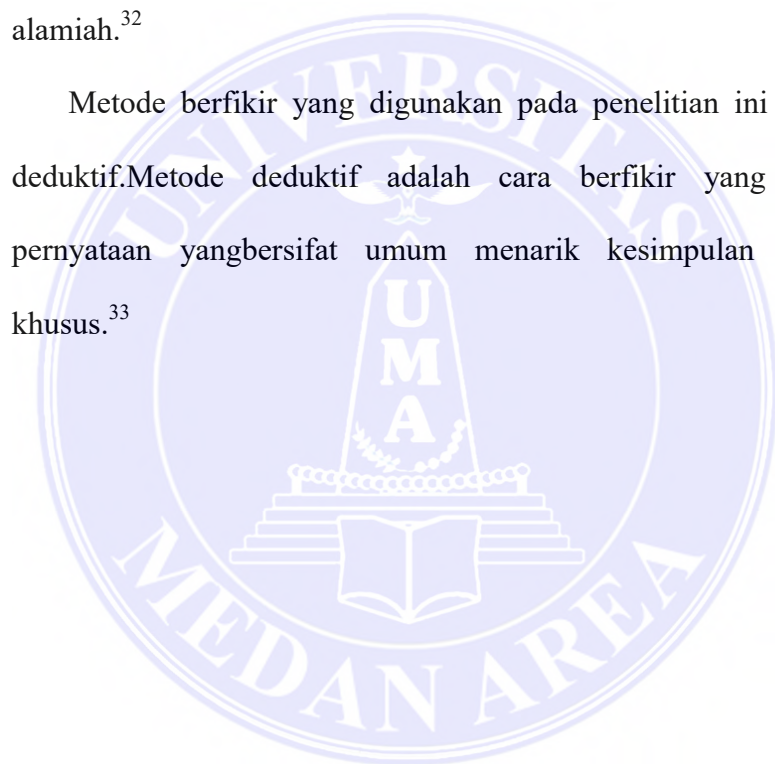 alamiah.32
Metode berfikir yang digunakan pada penelitian ini
deduktif.Metode deduktif adalah cara berfikir yang
pernyataan yangbersifat umum menarik kesimpulan
khusus.33
UNIVERSITAS
U
M
A
MEDAN AREA